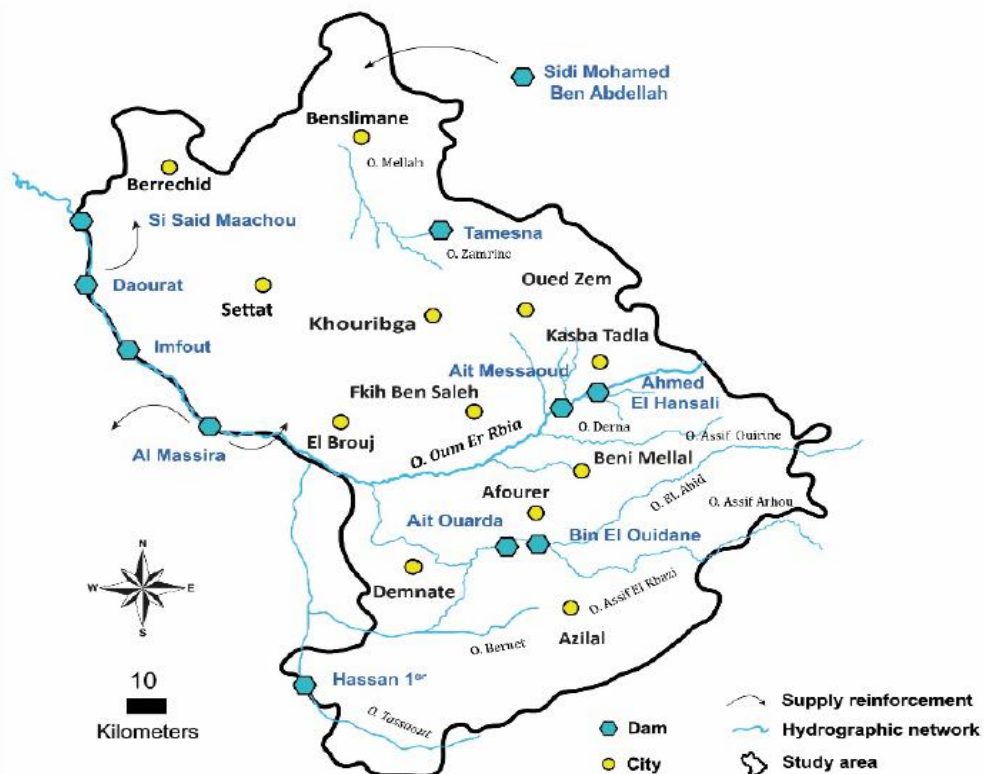 Sidi Mohamed
Ben Abdellah
Benslimane
O. Mellah
Berrechid
Si Said Maachou
Tamesna
O. Zamrine
Daourat
Settat
Oued Zem
Khouribga
Kasba Tadla
Imfout
Ait Messaoud
Ahmed
El Hansali
Fkih Ben Saleh
O. Derna
El Brouj
O. Oum Er Rbia
O. Assif Ouirine
Al Massira
Beni Mellal
Afourer
O. EL Abid
O. Assif Arhou
Ait Ouarda
Bin El Ouidane
Demnate
O. Assif El Rbazi
Azilal
O. Bernet
Hassan 1er
O. Tassaout
N
W
E
S
10
Kilometers
Dam
City
Supply reinforcement
Hydrographic network
Study area